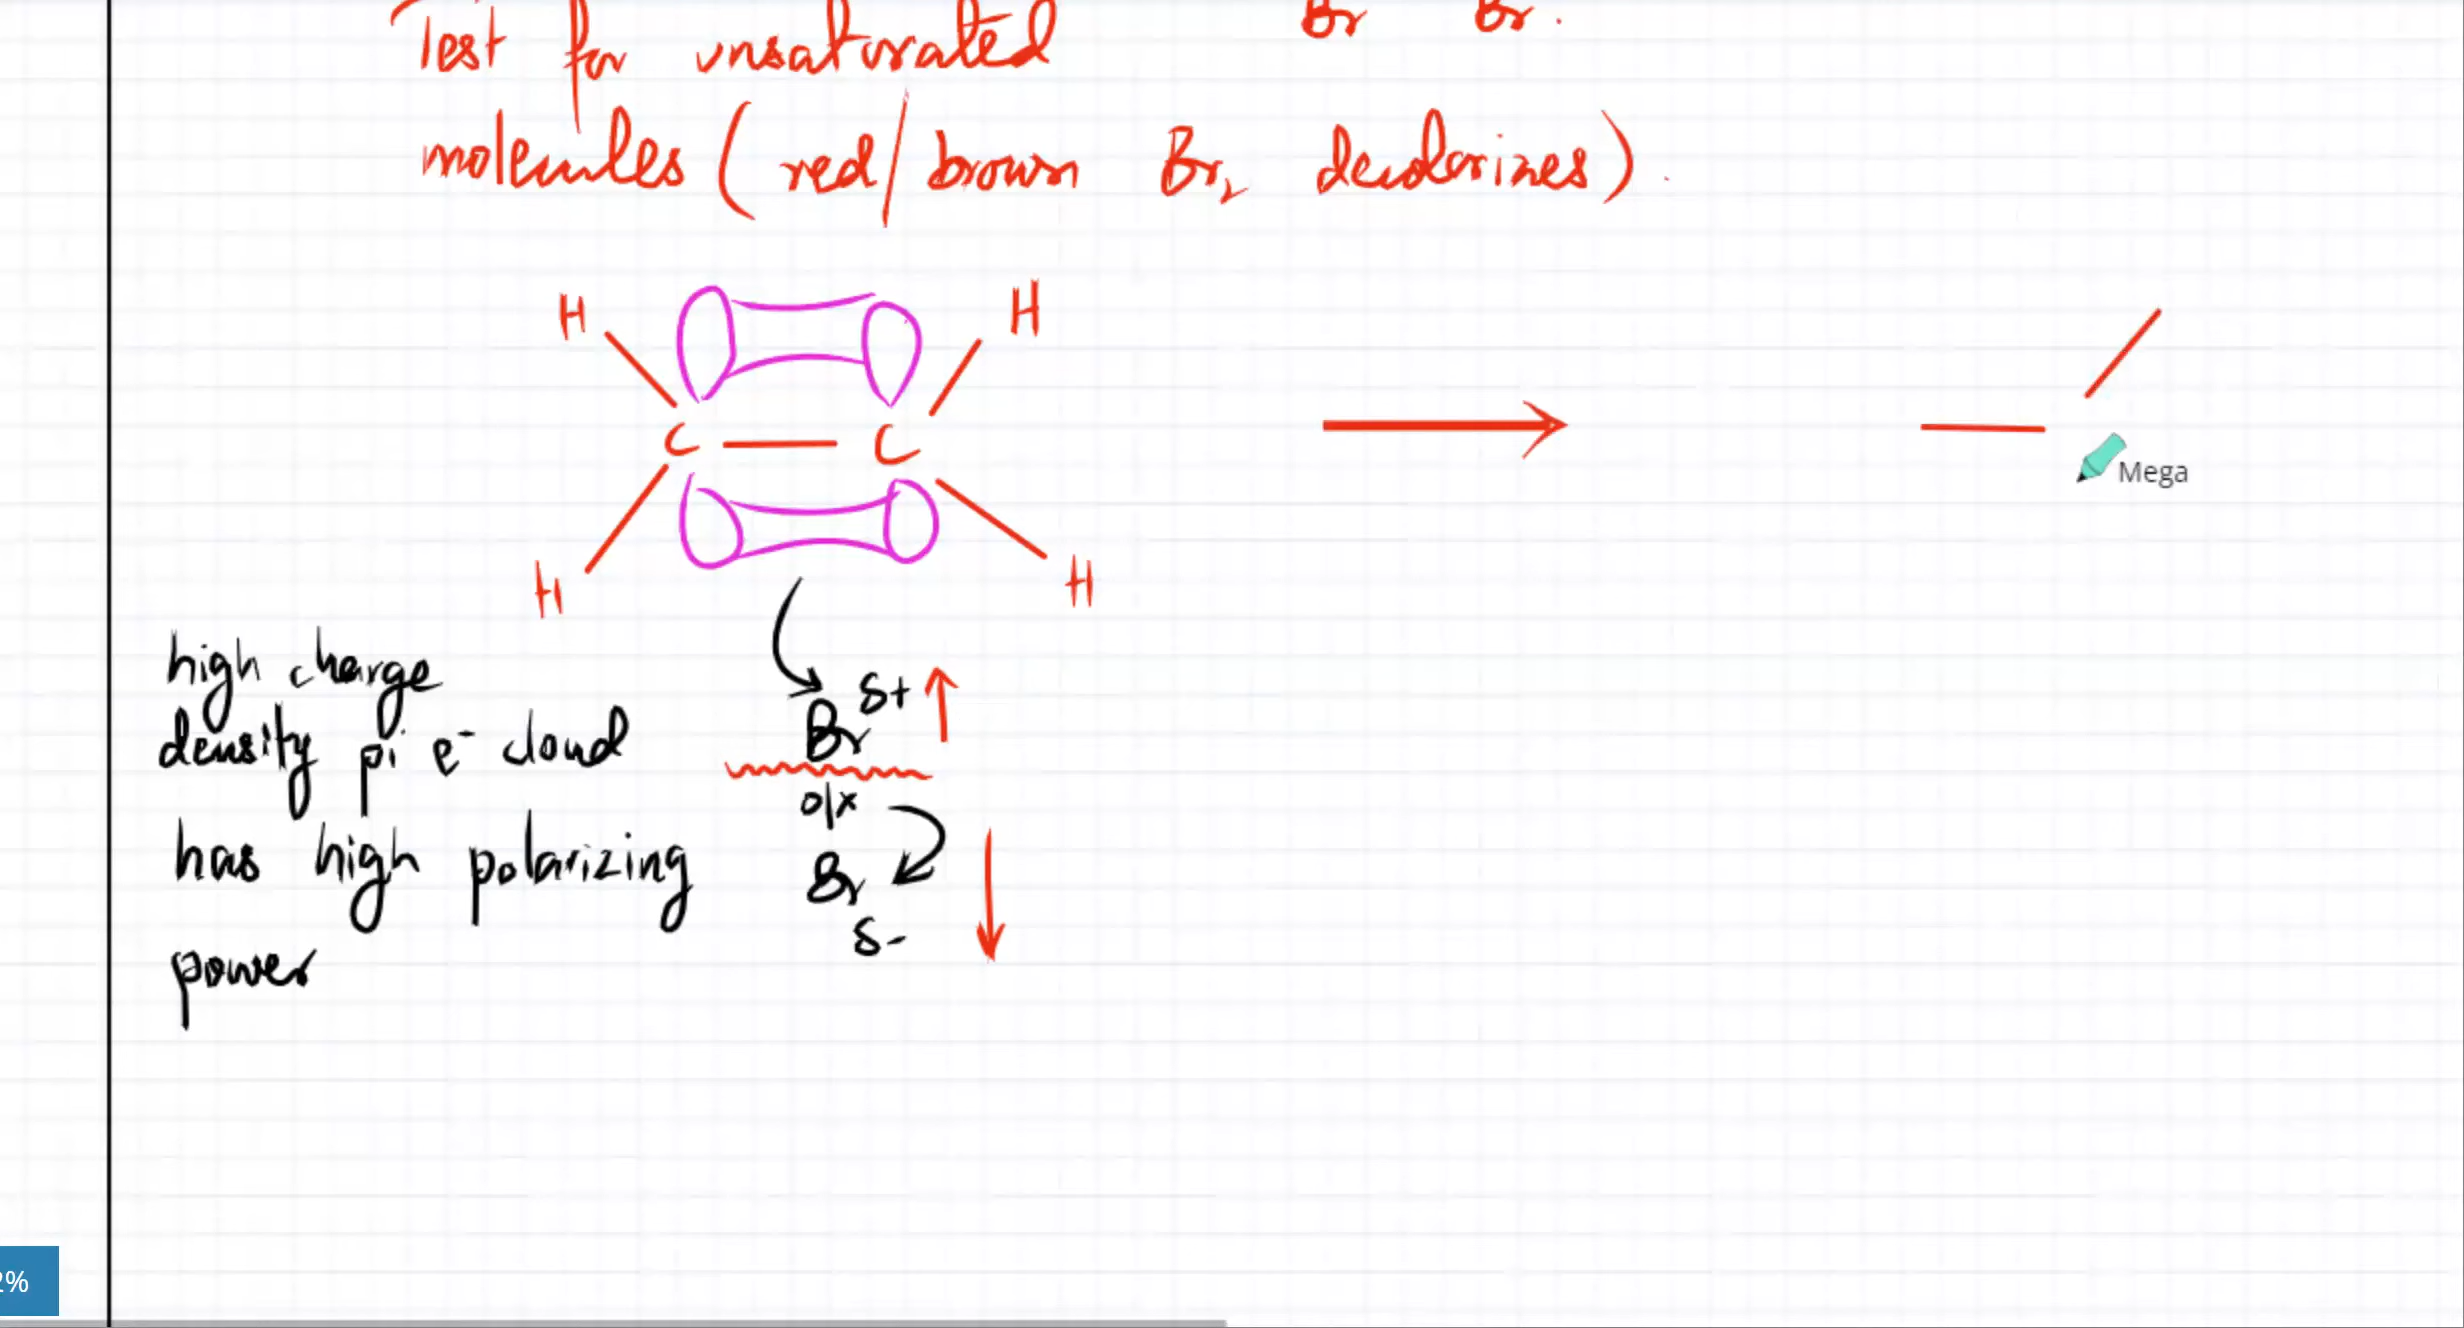 Br Br.
Test for unsaturated
molecules (red/brown Br2 decolorizes).
H H
C C
Mega
H H
high charge
density pi e- cloud
has high polarizing
power
δ+
Br
o|x
Br
δ-
2%